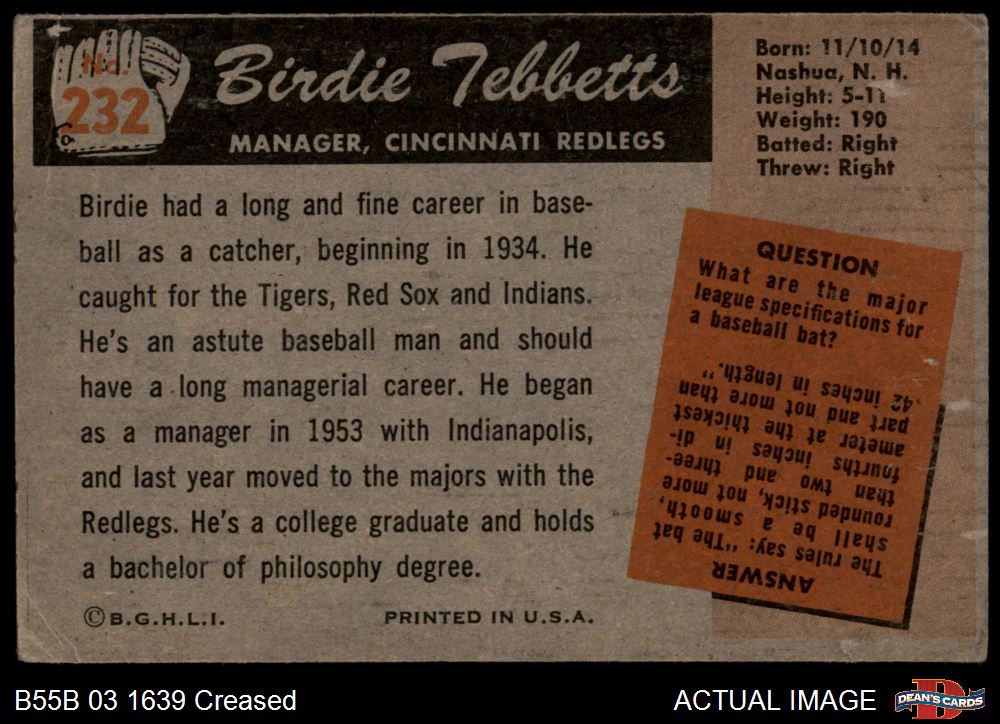 No.
232
Birdie Tebbetts
MANAGER, CINCINNATI REDLEGS
Born: 11/10/14
Nashua, N. H.
Height: 5-11
Weight: 190
Batted: Right
Threw: Right
Birdie had a long and fine career in base-
ball as a catcher, beginning in 1934. He
caught for the Tigers, Red Sox and Indians.
He's an astute baseball man and should
have a long managerial career. He began
as a manager in 1953 with Indianapolis,
and last year moved to the majors with the
Redlegs. He's a college graduate and holds
a bachelor of philosophy degree.
©B.G.H.L.I.
PRINTED IN U.S.A.
QUESTION
What are the major
league specifications for
a baseball bat?
ANSWER
The rules say: "The bat
shall be a smooth,
rounded stick, not more
than two and three-
fourths inches in di-
ameter at the thickest
part and not more than
42 inches in length."
B55B 03 1639 Creased
ACTUAL IMAGE
DEAN'S CARDS